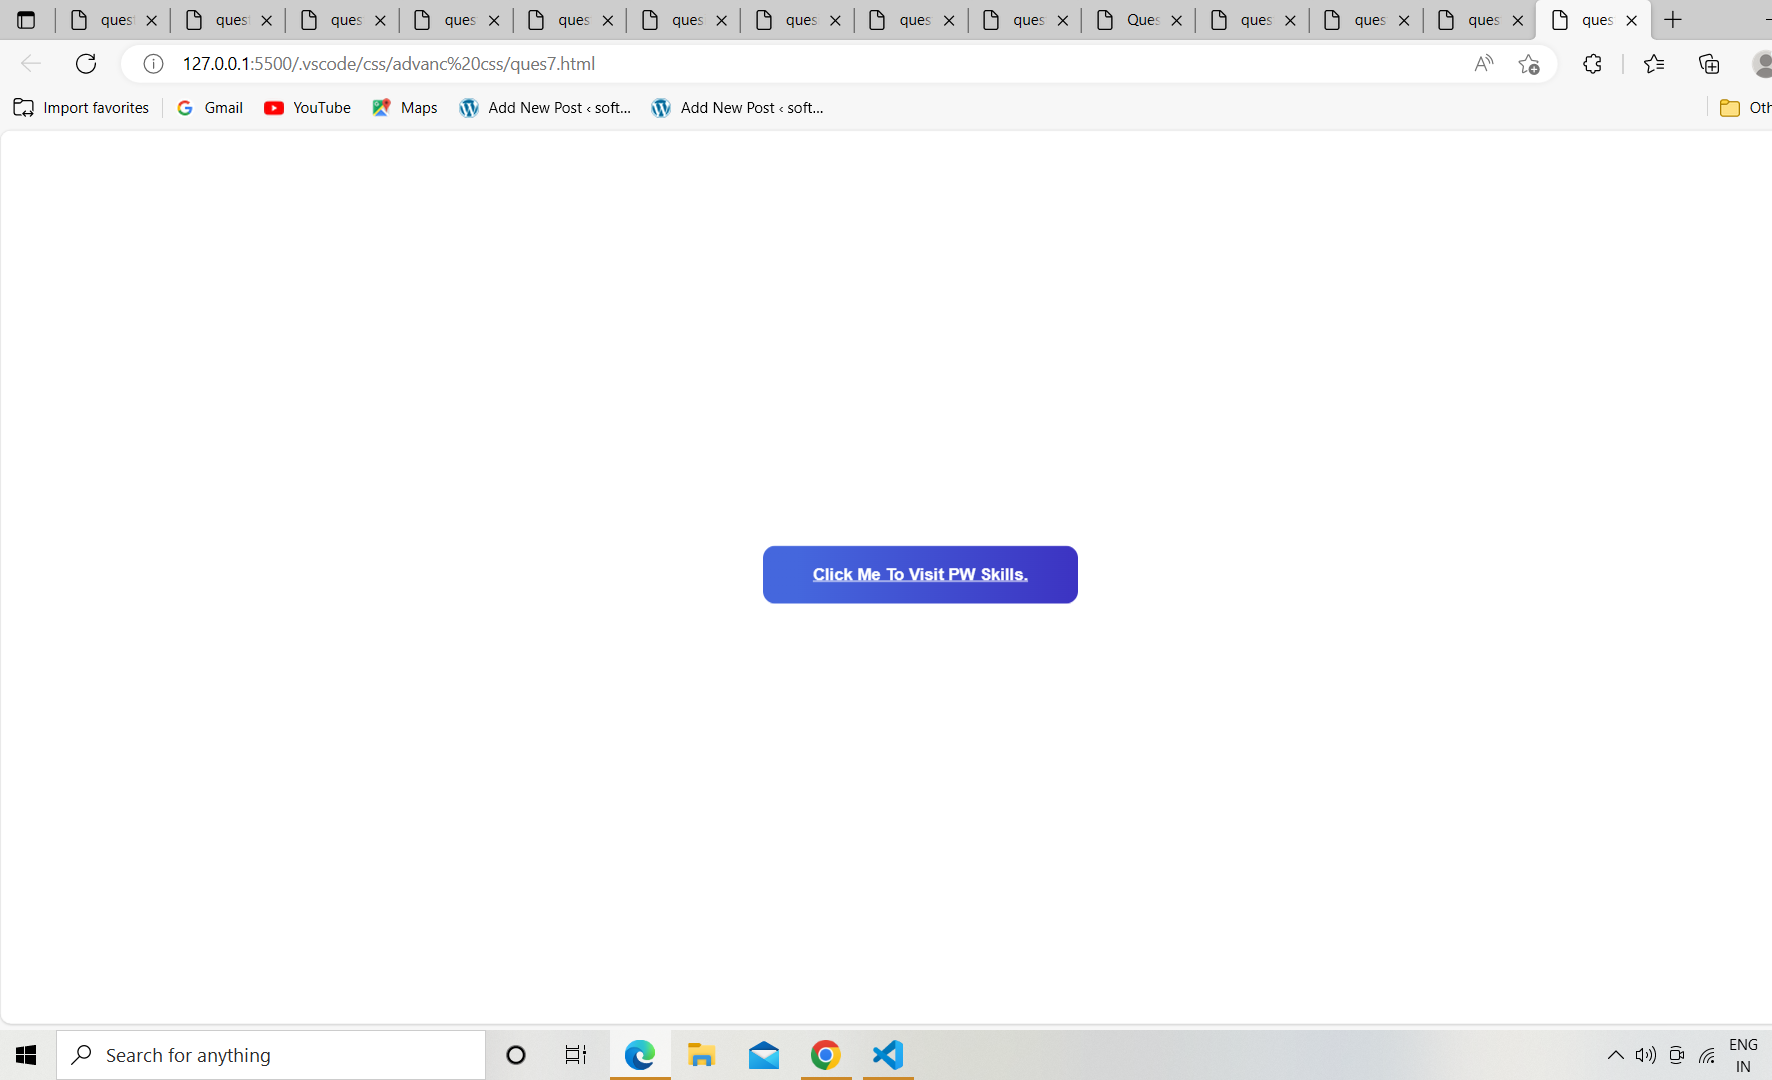 ques ques ques ques ques ques ques ques ques Ques ques ques ques ques
127.0.0.1:5500/.vscode/css/advanc%20css/ques7.html
Import favorites Gmail YouTube Maps Add New Post ‹ soft... Add New Post ‹ soft... Oth
Click Me To Visit PW Skills.
Search for anything
ENG
IN